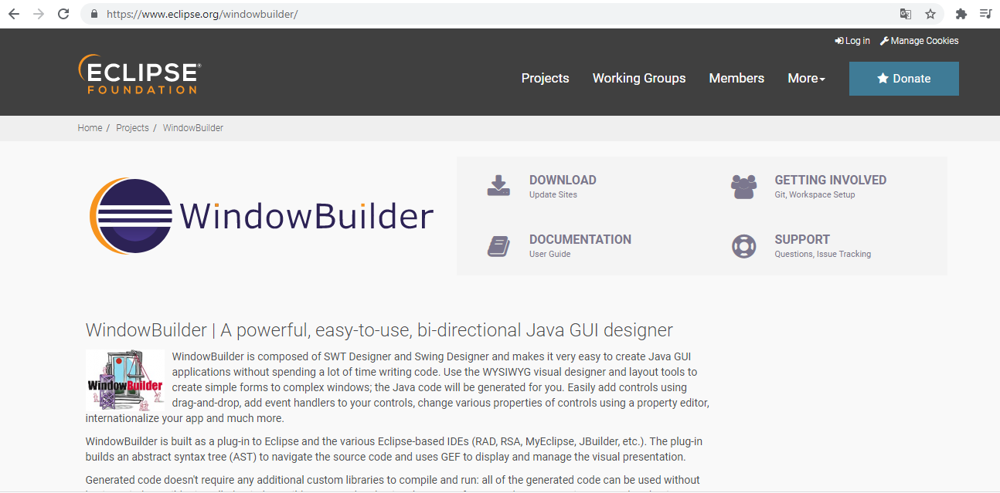 https://www.eclipse.org/windowbuilder/
Log in Manage Cookies
ECLIPSE®
FOUNDATION
Projects Working Groups Members More Donate
Home / Projects / WindowBuilder
WindowBuilder
DOWNLOAD
Update Sites
GETTING INVOLVED
Git, Workspace Setup
DOCUMENTATION
User Guide
SUPPORT
Questions, Issue Tracking
WindowBuilder | A powerful, easy-to-use, bi-directional Java GUI designer
WindowBuilder
WindowBuilder is composed of SWT Designer and Swing Designer and makes it very easy to create Java GUI
applications without spending a lot of time writing code. Use the WYSIWYG visual designer and layout tools to
create simple forms to complex windows; the Java code will be generated for you. Easily add controls using
drag-and-drop, add event handlers to your controls, change various properties of controls using a property editor,
internationalize your app and much more.
WindowBuilder is built as a plug-in to Eclipse and the various Eclipse-based IDEs (RAD, RSA, MyEclipse, JBuilder, etc.). The plug-in
builds an abstract syntax tree (AST) to navigate the source code and uses GEF to display and manage the visual presentation.
Generated code doesn't require any additional custom libraries to compile and run: all of the generated code can be used without